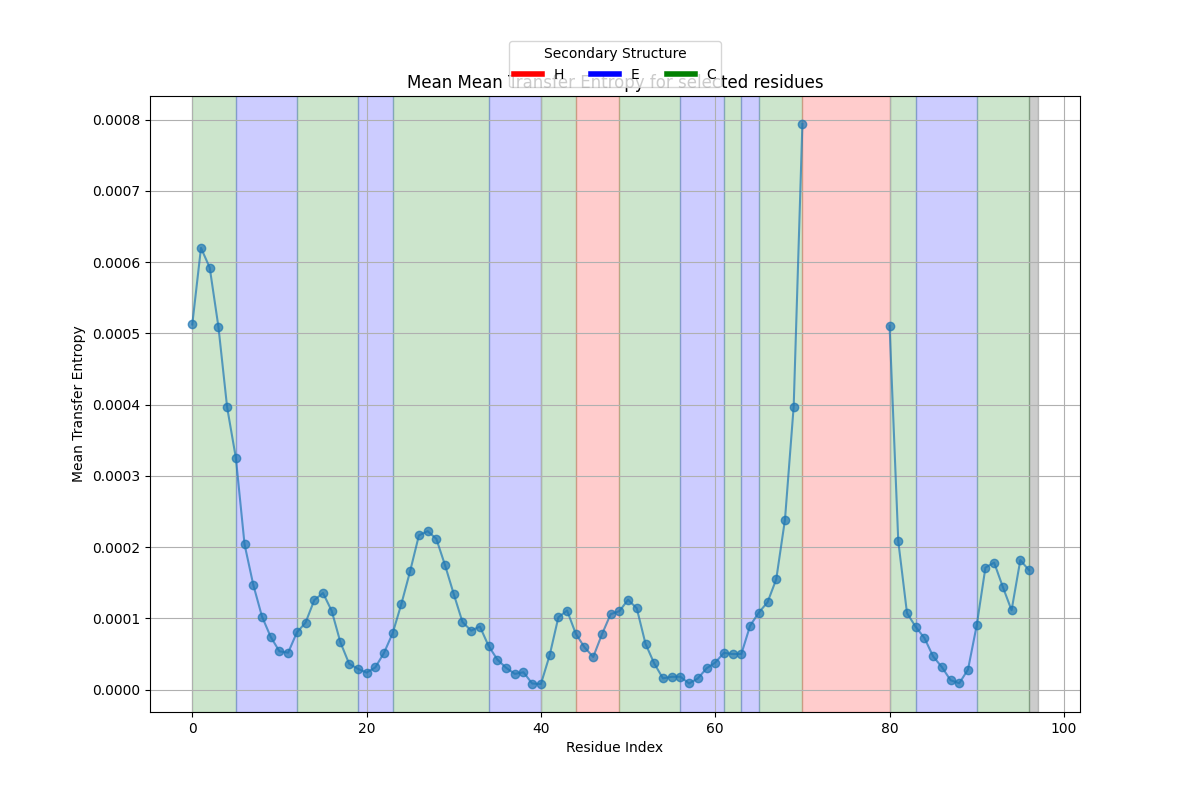 Secondary Structure
H E C
Mean Mean Transfer Entropy for selected residues
0.0008
0.0007
0.0006
0.0005
0.0004
0.0003
0.0002
0.0001
0.0000
Mean Transfer Entropy
0 20 40 60 80 100
Residue Index